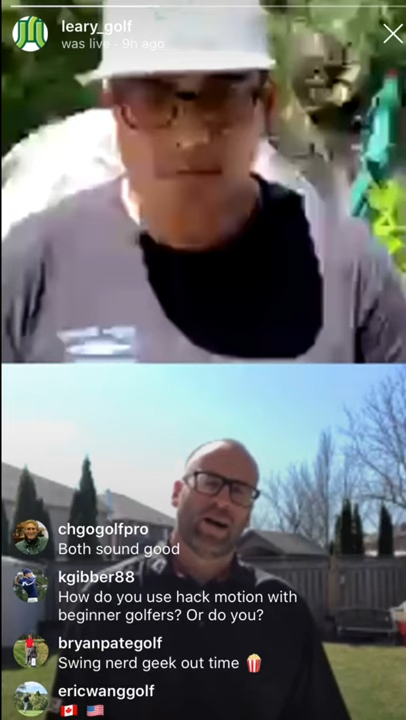 leary_golf
was live · 9h ago
chgogolfpro
Both sound good
kgibber88
How do you use hack motion with
beginner golfers? Or do you?
bryanpategolf
Swing nerd geek out time 🍿
ericwanggolf
🇨🇦 🇺🇸